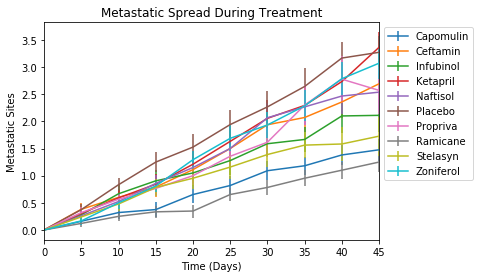 Metastatic Spread During Treatment
Metastatic Sites
3.5
3.0
2.5
2.0
1.5
1.0
0.5
0.0
0 5 10 15 20 25 30 35 40 45
Time (Days)
Capomulin
Ceftamin
Infubinol
Ketapril
Naftisol
Placebo
Propriva
Ramicane
Stelasyn
Zoniferol